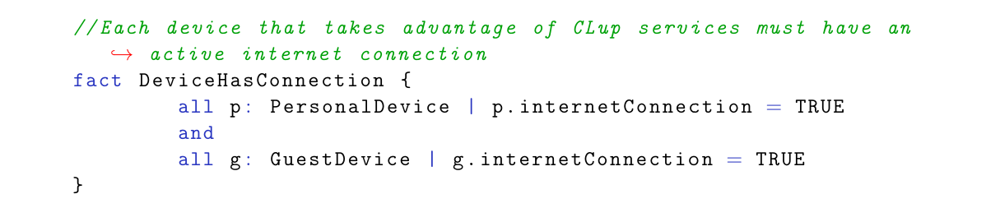 //Each device that takes advantage of CLup services must have an
↪ active internet connection
fact DeviceHasConnection {
all p: PersonalDevice | p.internetConnection = TRUE
and
all g: GuestDevice | g.internetConnection = TRUE
}